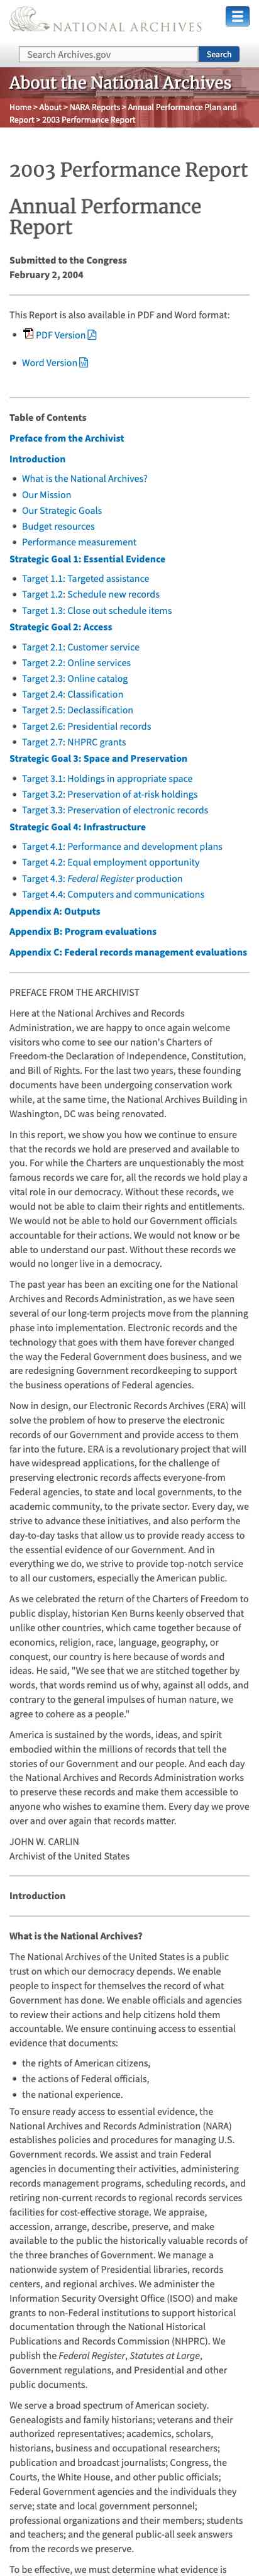 NATIONAL ARCHIVES
Search Archives.gov
Search
About the National Archives
Home > About > NARA Reports > Annual Performance Plan and
Report > 2003 Performance Report
2003 Performance Report
Annual Performance
Report
Submitted to the Congress
February 2, 2004
This Report is also available in PDF and Word format:
PDF Version
Word Version
Table of Contents
Preface from the Archivist
Introduction
What is the National Archives?
Our Mission
Our Strategic Goals
Budget resources
Performance measurement
Strategic Goal 1: Essential Evidence
Target 1.1: Targeted assistance
Target 1.2: Schedule new records
Target 1.3: Close out schedule items
Strategic Goal 2: Access
Target 2.1: Customer service
Target 2.2: Online services
Target 2.3: Online catalog
Target 2.4: Classification
Target 2.5: Declassification
Target 2.6: Presidential records
Target 2.7: NHPRC grants
Strategic Goal 3: Space and Preservation
Target 3.1: Holdings in appropriate space
Target 3.2: Preservation of at-risk holdings
Target 3.3: Preservation of electronic records
Strategic Goal 4: Infrastructure
Target 4.1: Performance and development plans
Target 4.2: Equal employment opportunity
Target 4.3: Federal Register production
Target 4.4: Computers and communications
Appendix A: Outputs
Appendix B: Program evaluations
Appendix C: Federal records management evaluations
PREFACE FROM THE ARCHIVIST
Here at the National Archives and Records
Administration, we are happy to once again welcome
visitors who come to see our nation's Charters of
Freedom-the Declaration of Independence, Constitution,
and Bill of Rights. For the last two years, these founding
documents have been undergoing conservation work
while, at the same time, the National Archives Building in
Washington, DC was being renovated.
In this report, we show you how we continue to ensure
that the records we hold are preserved and available to
you. For while the Charters are unquestionably the most
famous records we care for, all the records we hold play a
vital role in our democracy. Without these records, we
would not be able to claim their rights and entitlements.
We would not be able to hold our Government officials
accountable for their actions. We would not know or be
able to understand our past. Without these records we
would no longer live in a democracy.
The past year has been an exciting one for the National
Archives and Records Administration, as we have seen
several of our long-term projects move from the planning
phase into implementation. Electronic records and the
technology that goes with them have forever changed
the way the Federal Government does business, and we
are redesigning Government recordkeeping to support
the business operations of Federal agencies.
Now in design, our Electronic Records Archives (ERA) will
solve the problem of how to preserve the electronic
records of our Government and provide access to them
far into the future. ERA is a revolutionary project that will
have widespread applications, for the challenge of
preserving electronic records affects everyone-from
Federal agencies, to state and local governments, to the
academic community, to the private sector. Every day, we
strive to advance these initiatives, and also perform the
day-to-day tasks that allow us to provide ready access to
the essential evidence of our Government. And in
everything we do, we strive to provide top-notch service
to all our customers, especially the American public.
As we celebrated the return of the Charters of Freedom to
public display, historian Ken Burns keenly observed that
unlike other countries, which came together because of
economics, religion, race, language, geography, or
conquest, our country is here because of words and
ideas. He said, "We see that we are stitched together by
words, that words remind us of why, against all odds, and
contrary to the general impulses of human nature, we
agree to cohere as a people."
America is sustained by the words, ideas, and spirit
embodied within the millions of records that tell the
stories of our Government and our people. And each day
the National Archives and Records Administration works
to preserve these records and make them accessible to
anyone who wishes to examine them. Every day we prove
over and over again that records matter.
JOHN W. CARLIN
Archivist of the United States
Introduction
What is the National Archives?
The National Archives of the United States is a public
trust on which our democracy depends. We enable
people to inspect for themselves the record of what
Government has done. We enable officials and agencies
to review their actions and help citizens hold them
accountable. We ensure continuing access to essential
evidence that documents:
the rights of American citizens,
the actions of Federal officials,
the national experience.
To ensure ready access to essential evidence, the
National Archives and Records Administration (NARA)
establishes policies and procedures for managing U.S.
Government records. We assist and train Federal
agencies in documenting their activities, administering
records management programs, scheduling records, and
retiring non-current records to regional records services
facilities for cost-effective storage. We appraise,
accession, arrange, describe, preserve, and make
available to the public the historically valuable records of
the three branches of Government. We manage a
nationwide system of Presidential libraries, records
centers, and regional archives. We administer the
Information Security Oversight Office (ISOO) and make
grants to non-Federal institutions to support historical
documentation through the National Historical
Publications and Records Commission (NHPRC). We
publish the Federal Register, Statutes at Large,
Government regulations, and Presidential and other
public documents.
We serve a broad spectrum of American society.
Genealogists and family historians; veterans and their
authorized representatives; academics, scholars,
historians, business and occupational researchers;
publication and broadcast journalists; Congress, the
Courts, the White House, and other public officials;
Federal Government agencies and the individuals they
serve; state and local government personnel;
professional organizations and their members; students
and teachers; and the general public-all seek answers
from the records we preserve.
To be effective, we must determine what evidence is